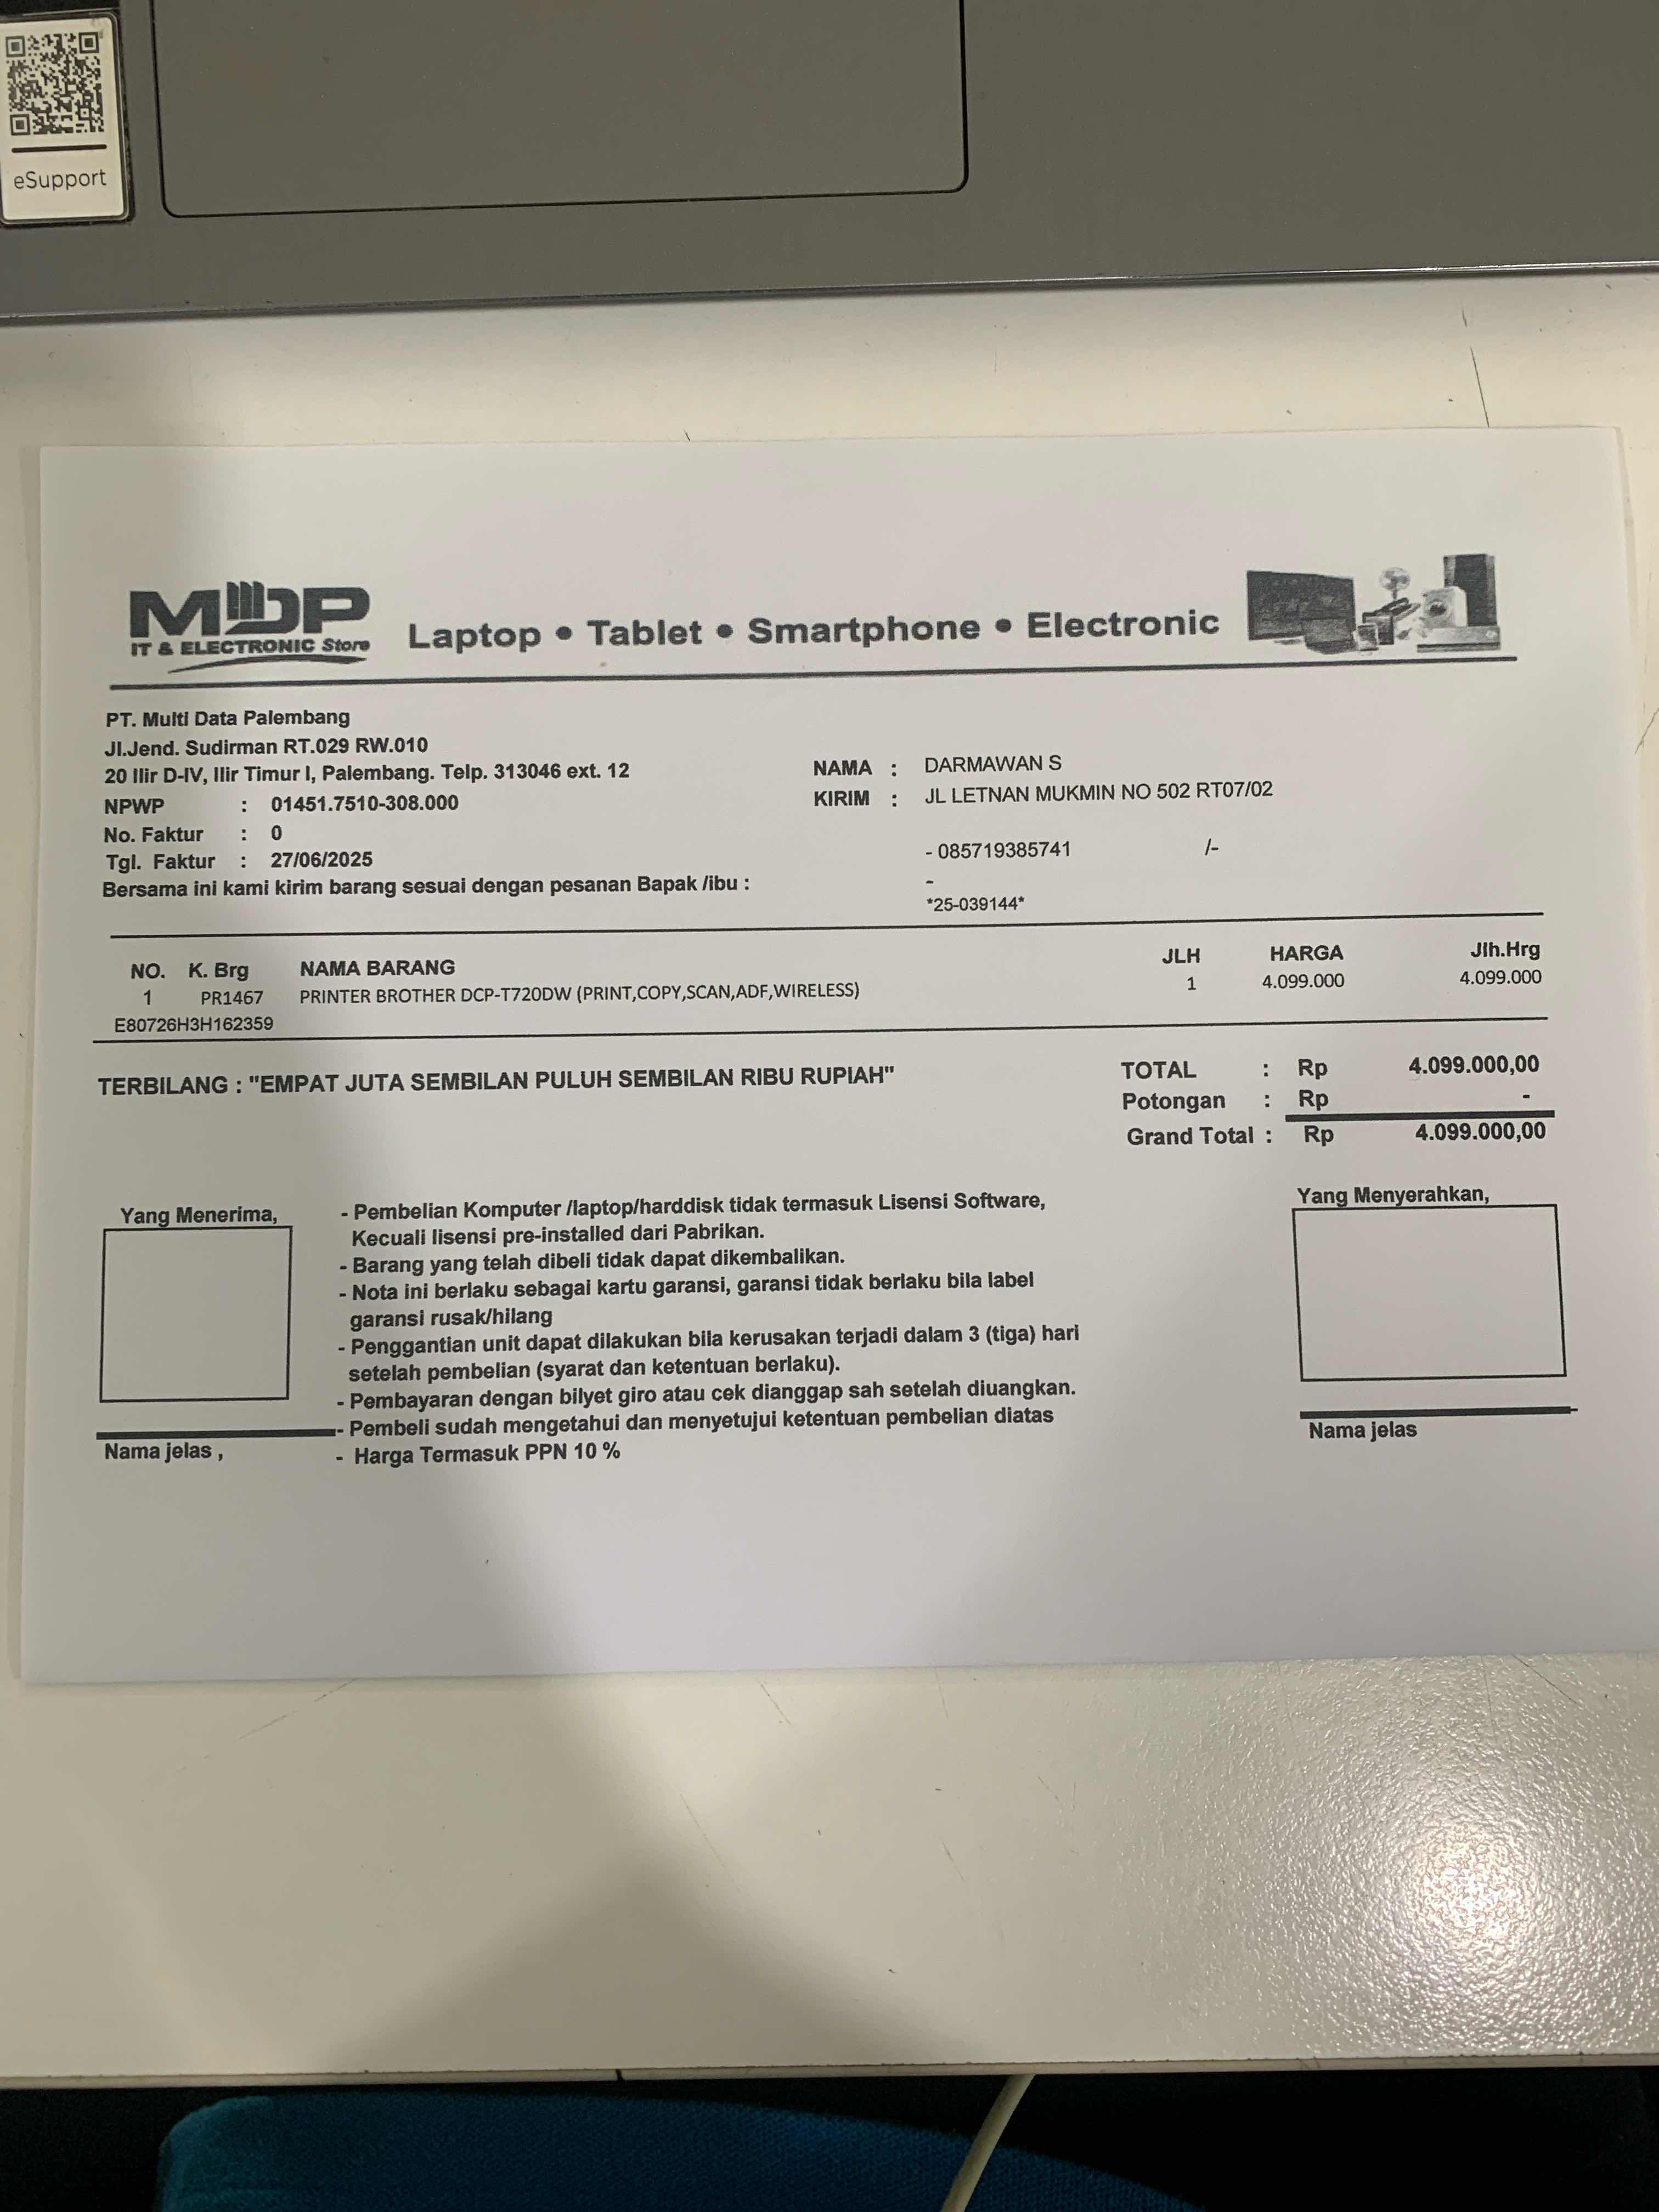 eSupport
MDP
IT & ELECTRONIC Store
Laptop • Tablet • Smartphone • Electronic
PT. Multi Data Palembang
Jl.Jend. Sudirman RT.029 RW.010
20 Ilir D-IV, Ilir Timur I, Palembang. Telp. 313046 ext. 12
NPWP : 01451.7510-308.000
No. Faktur : 0
Tgl. Faktur : 27/06/2025
Bersama ini kami kirim barang sesuai dengan pesanan Bapak /ibu :
NAMA : DARMAWAN S
KIRIM : JL LETNAN MUKMIN NO 502 RT07/02
- 085719385741 /-
-
*25-039144*
NO. K. Brg NAMA BARANG JLH HARGA Jlh.Hrg
1 PR1467 PRINTER BROTHER DCP-T720DW (PRINT,COPY,SCAN,ADF,WIRELESS) 1 4.099.000 4.099.000
E80726H3H162359
TERBILANG : "EMPAT JUTA SEMBILAN PULUH SEMBILAN RIBU RUPIAH"
TOTAL : Rp 4.099.000,00
Potongan : Rp -
Grand Total : Rp 4.099.000,00
Yang Menerima,
- Pembelian Komputer /laptop/harddisk tidak termasuk Lisensi Software,
Kecuali lisensi pre-installed dari Pabrikan.
- Barang yang telah dibeli tidak dapat dikembalikan.
- Nota ini berlaku sebagai kartu garansi, garansi tidak berlaku bila label
garansi rusak/hilang
- Penggantian unit dapat dilakukan bila kerusakan terjadi dalam 3 (tiga) hari
setelah pembelian (syarat dan ketentuan berlaku).
- Pembayaran dengan bilyet giro atau cek dianggap sah setelah diuangkan.
- Pembeli sudah mengetahui dan menyetujui ketentuan pembelian diatas
- Harga Termasuk PPN 10 %
Nama jelas ,
Yang Menyerahkan,
Nama jelas